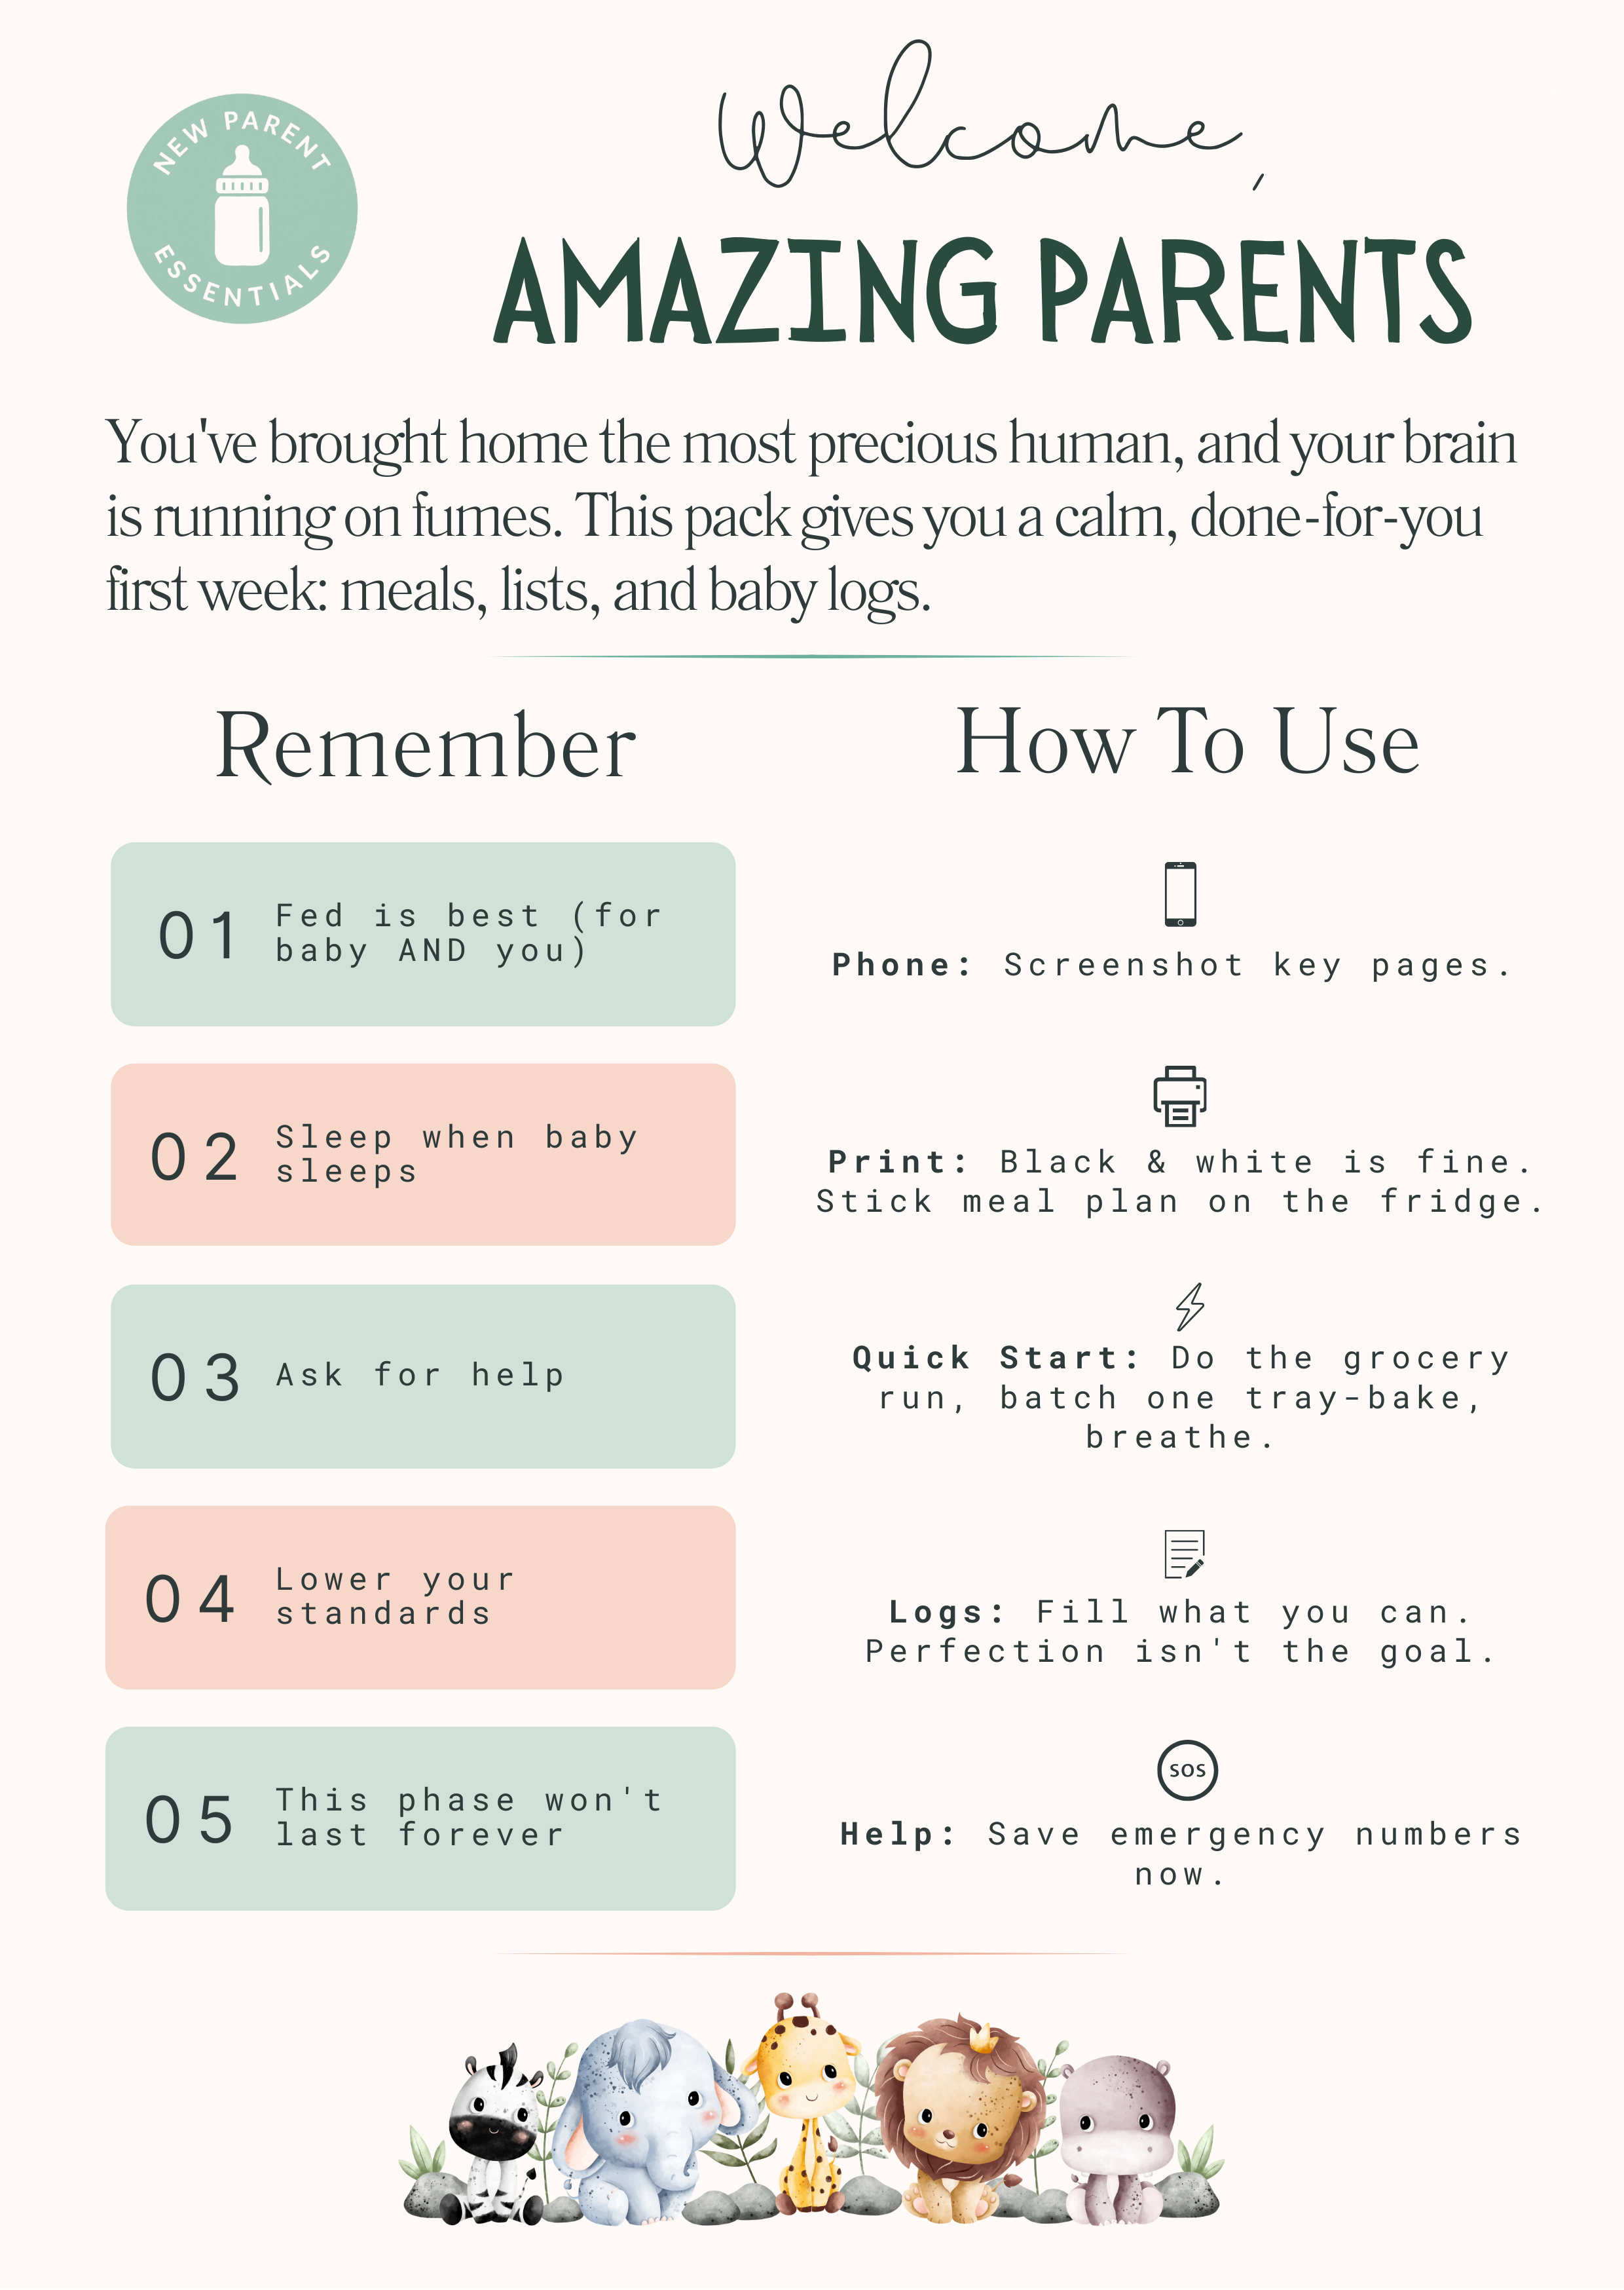 NEW PARENT
ESSENTIALS
Welcome,
AMAZING PARENTS
You've brought home the most precious human, and your brain
is running on fumes. This pack gives you a calm, done-for-you
first week: meals, lists, and baby logs.
Remember
01
Fed is best (for
baby AND you)
02
Sleep when baby
sleeps
03
Ask for help
04
Lower your
standards
05
This phase won't
last forever
How To Use
Phone: Screenshot key pages.
Print: Black & white is fine.
Stick meal plan on the fridge.
Quick Start: Do the grocery
run, batch one tray-bake,
breathe.
Logs: Fill what you can.
Perfection isn't the goal.
SOS
Help: Save emergency numbers
now.